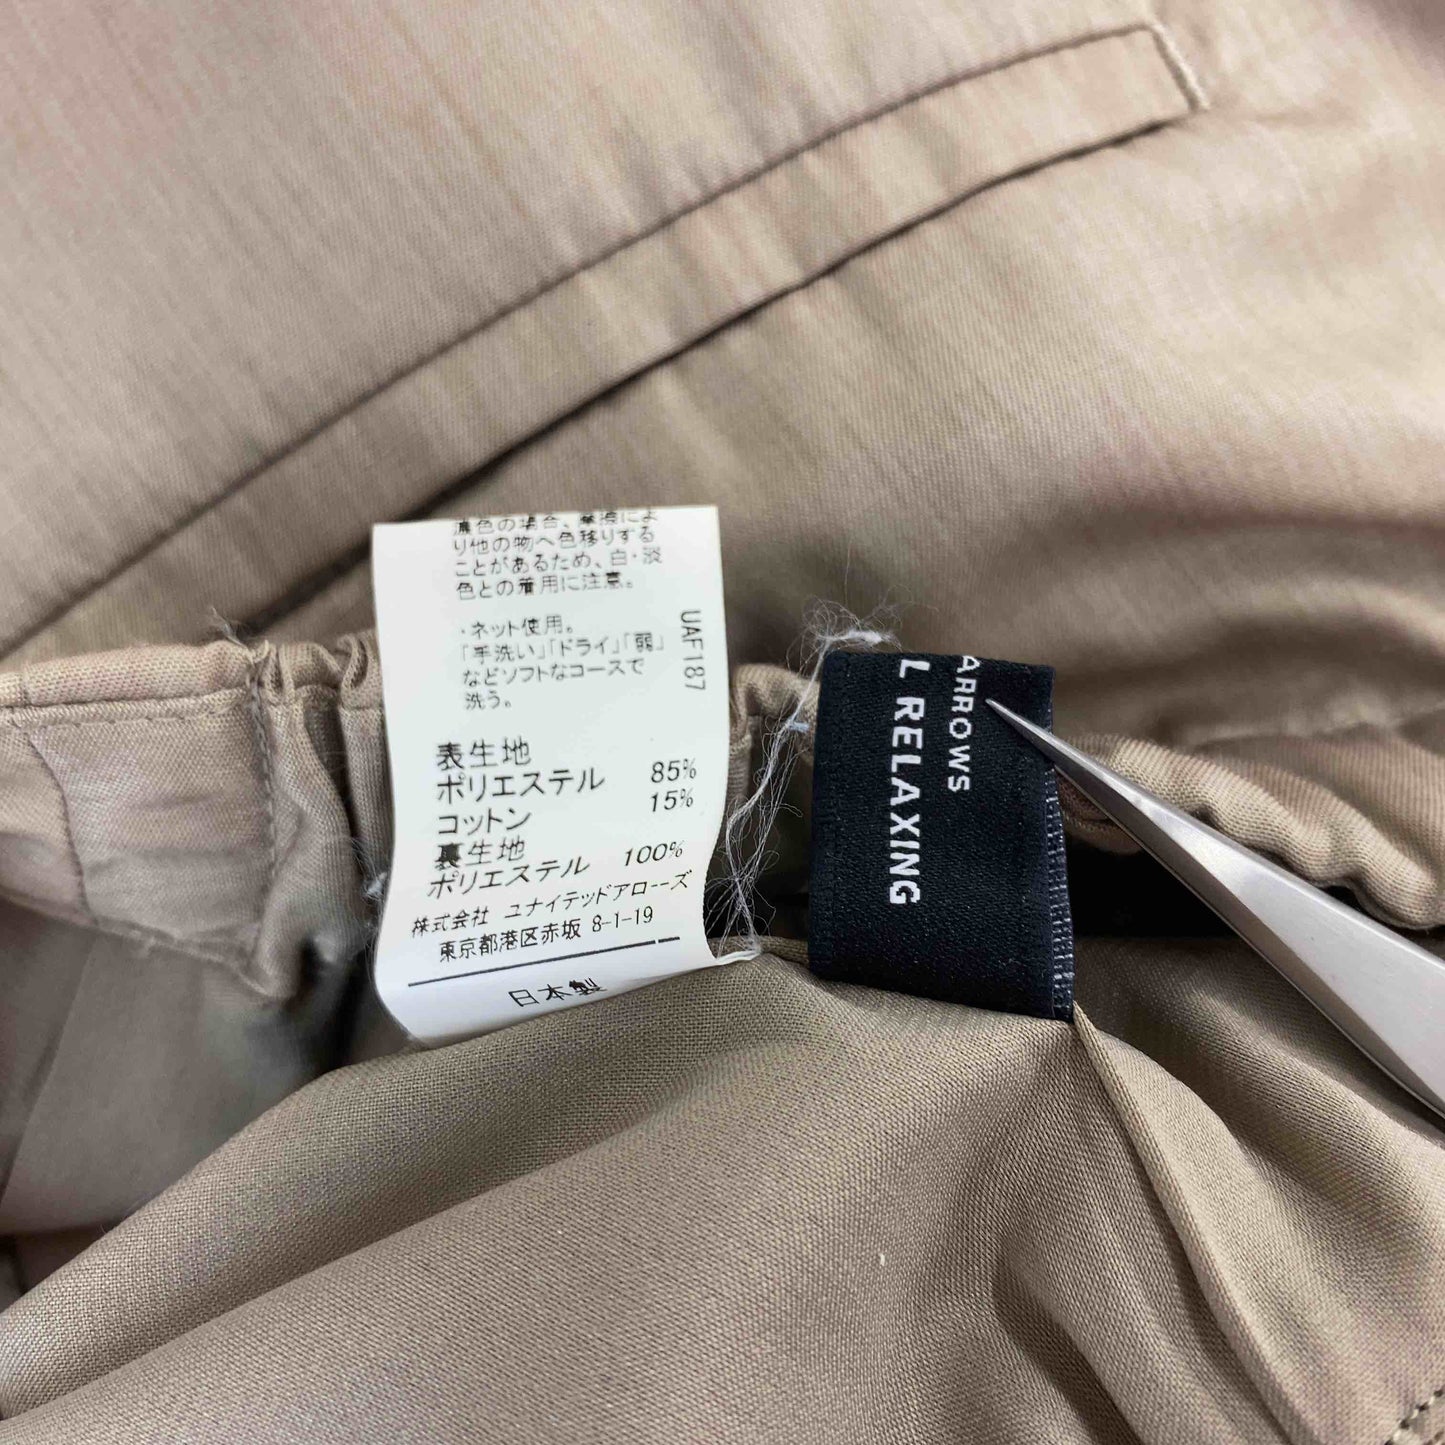 濃色の場合、摩擦によ
り他の物へ色移りする
ことがあるため、白・淡
色との着用に注意。
・ネット使用。
「手洗い」「ドライ」「弱」
などソフトなコースで
洗う。
UAF187
表生地
ポリエステル 85%
コットン 15%
裏生地
ポリエステル 100%
株式会社 ユナイテッドアローズ
東京都港区赤坂 8-1-19
日本製
ARROWS
L RELAXING